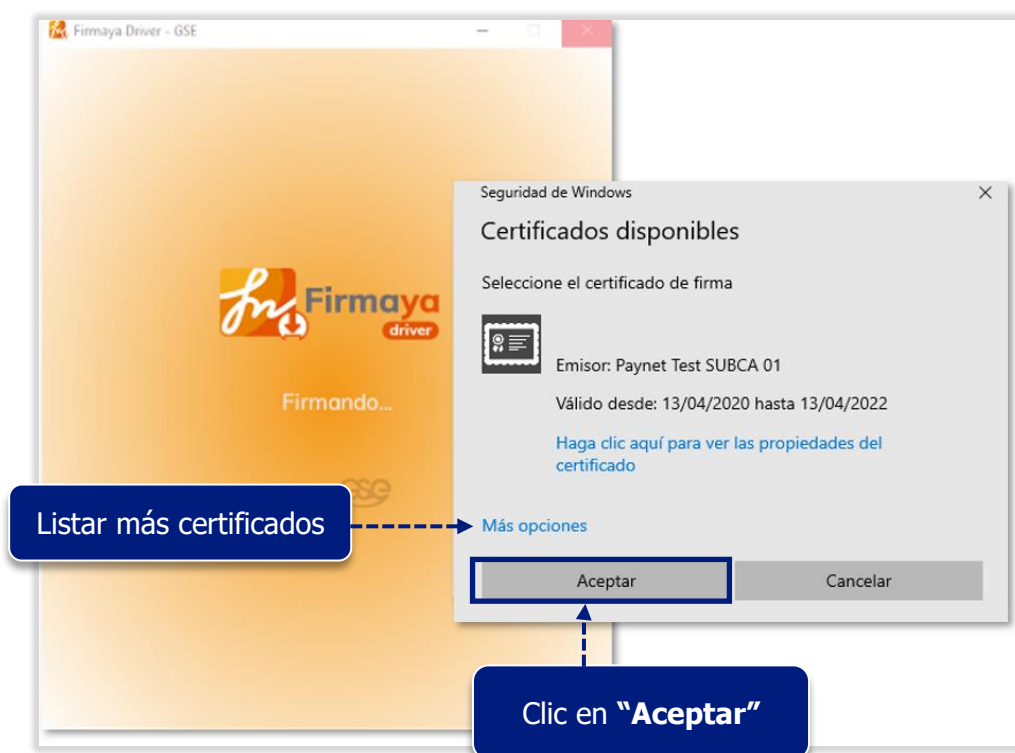 Firmaya Driver - GSE
Seguridad de Windows
Certificados disponibles
Seleccione el certificado de firma
Firmaya
driver
Emisor: Paynet Test SUBCA 01
Válido desde: 13/04/2020 hasta 13/04/2022
Firmando...
Haga clic aquí para ver las propiedades del
certificado
gse
Listar más certificados
Más opciones
Aceptar
Cancelar
Clic en “Aceptar”